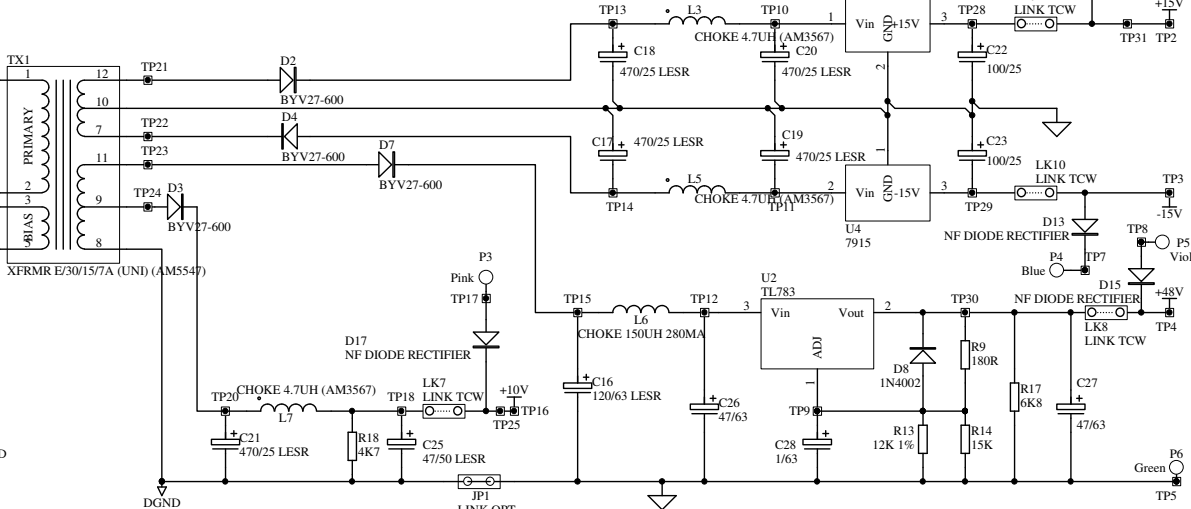 TP13
L3
TP10
1
Vin
+15V
GND
3
TP28
LINK TCW
+15V
TP31
TP2
CHOKE 4.7UH (AM3567)
C18
470/25 LESR
C20
470/25 LESR
2
C22
100/25
TX1
1
12
TP21
D2
BYV27-600
10
PRIMARY
7
TP22
D4
BYV27-600
11
TP23
D7
BYV27-600
2
3
9
TP24
D3
BYV27-600
BIAS
5
8
XFRMR E/30/15/7A (UNI) (AM5547)
C17
470/25 LESR
C19
470/25 LESR
1
C23
100/25
LK10
LINK TCW
TP14
L5
CHOKE 4.7UH (AM3567)
TP11
2
Vin
GND
-15V
3
TP29
U4
7915
TP3
-15V
D13
NF DIODE RECTIFIER
P4
Blue
TP7
TP8
P5
Viol
D15
NF DIODE RECTIFIER
+48V
LK8
LINK TCW
TP4
P3
Pink
TP17
D17
NF DIODE RECTIFIER
TP15
L6
CHOKE 150UH 280MA
TP12
3
U2
TL783
Vin
Vout
ADJ
2
1
TP30
R9
180R
D8
1N4002
R17
6K8
C27
47/63
C16
120/63 LESR
C26
47/63
TP9
C28
1/63
R13
12K 1%
R14
15K
TP20
CHOKE 4.7UH (AM3567)
L7
TP18
LK7
LINK TCW
+10V
TP16
TP25
C21
470/25 LESR
R18
4K7
C25
47/50 LESR
JP1
LINK OPT
DGND
D
P6
Green
TP5